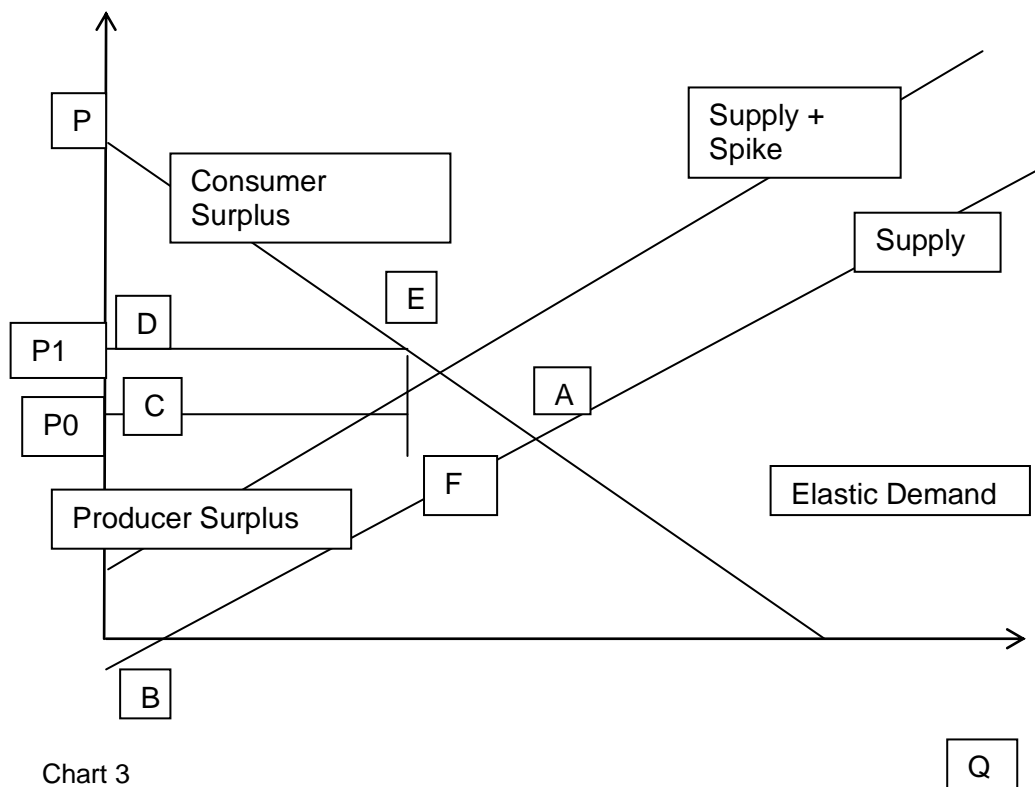 P
Supply +
Spike
Consumer
Surplus
Supply
E
D
P1
A
C
P0
F
Elastic Demand
Producer Surplus
B
Q
Chart 3